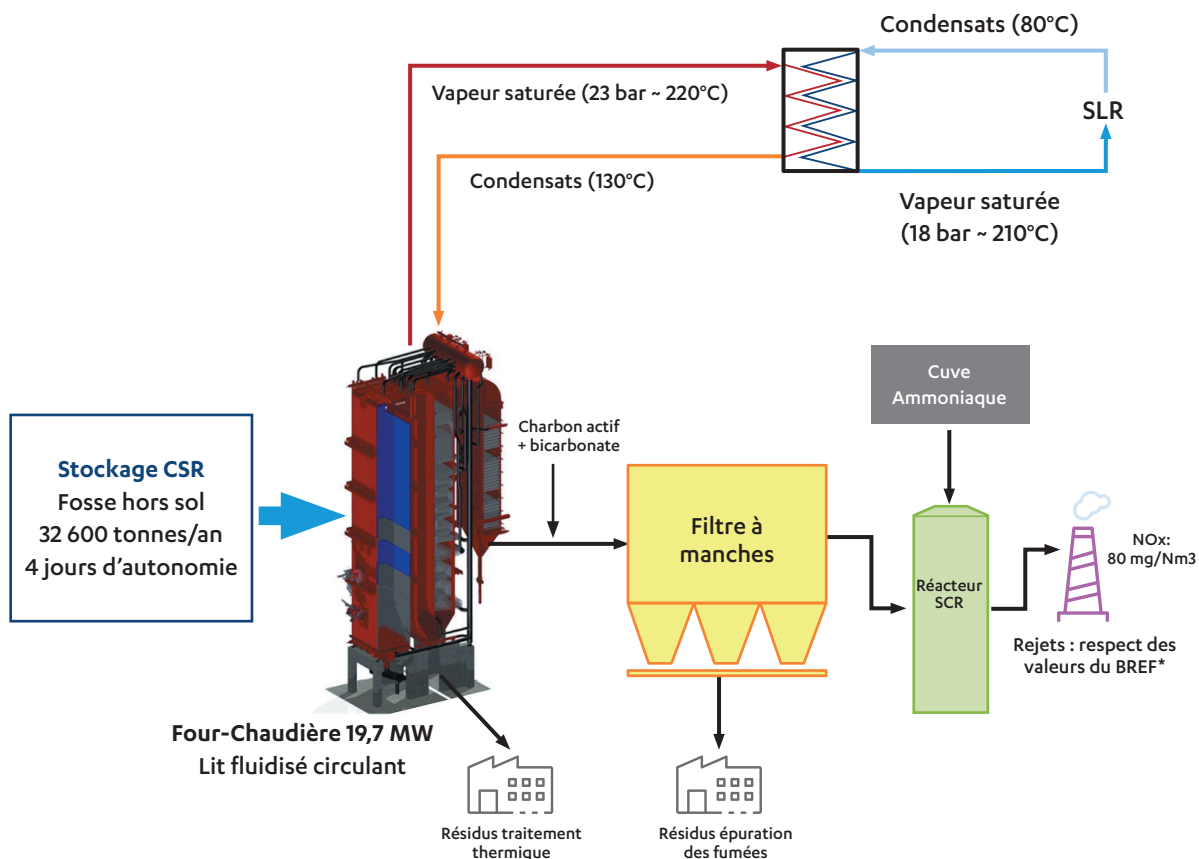 Condensats (80°C)
Vapeur saturée (23 bar ~ 220°C)
SLR
Condensats (130°C)
Vapeur saturée
(18 bar ~ 210°C)
Stockage CSR
Fosse hors sol
32 600 tonnes/an
4 jours d'autonomie
Four-Chaudière 19,7 MW
Lit fluidisé circulant
Charbon actif
+ bicarbonate
Filtre à
manches
Cuve
Ammoniaque
Réacteur
SCR
NOx:
80 mg/Nm3
Rejets : respect des
valeurs du BREF*
Résidus traitement
thermique
Résidus épuration
des fumées